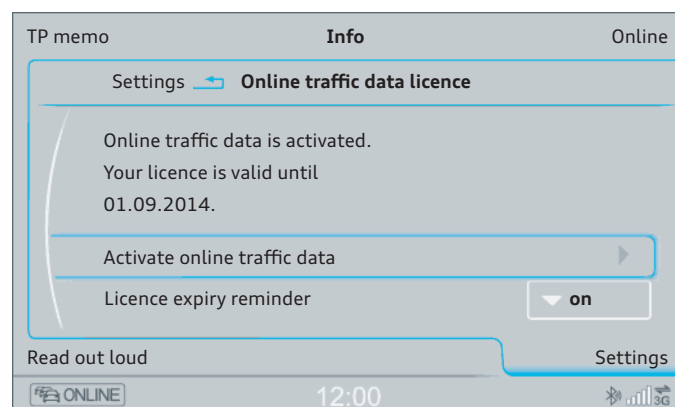 TP memo Info Online
Settings Online traffic data licence
Online traffic data is activated.
Your licence is valid until
01.09.2014.
Activate online traffic data
Licence expiry reminder on
Read out loud Settings
ONLINE 12:00 3G